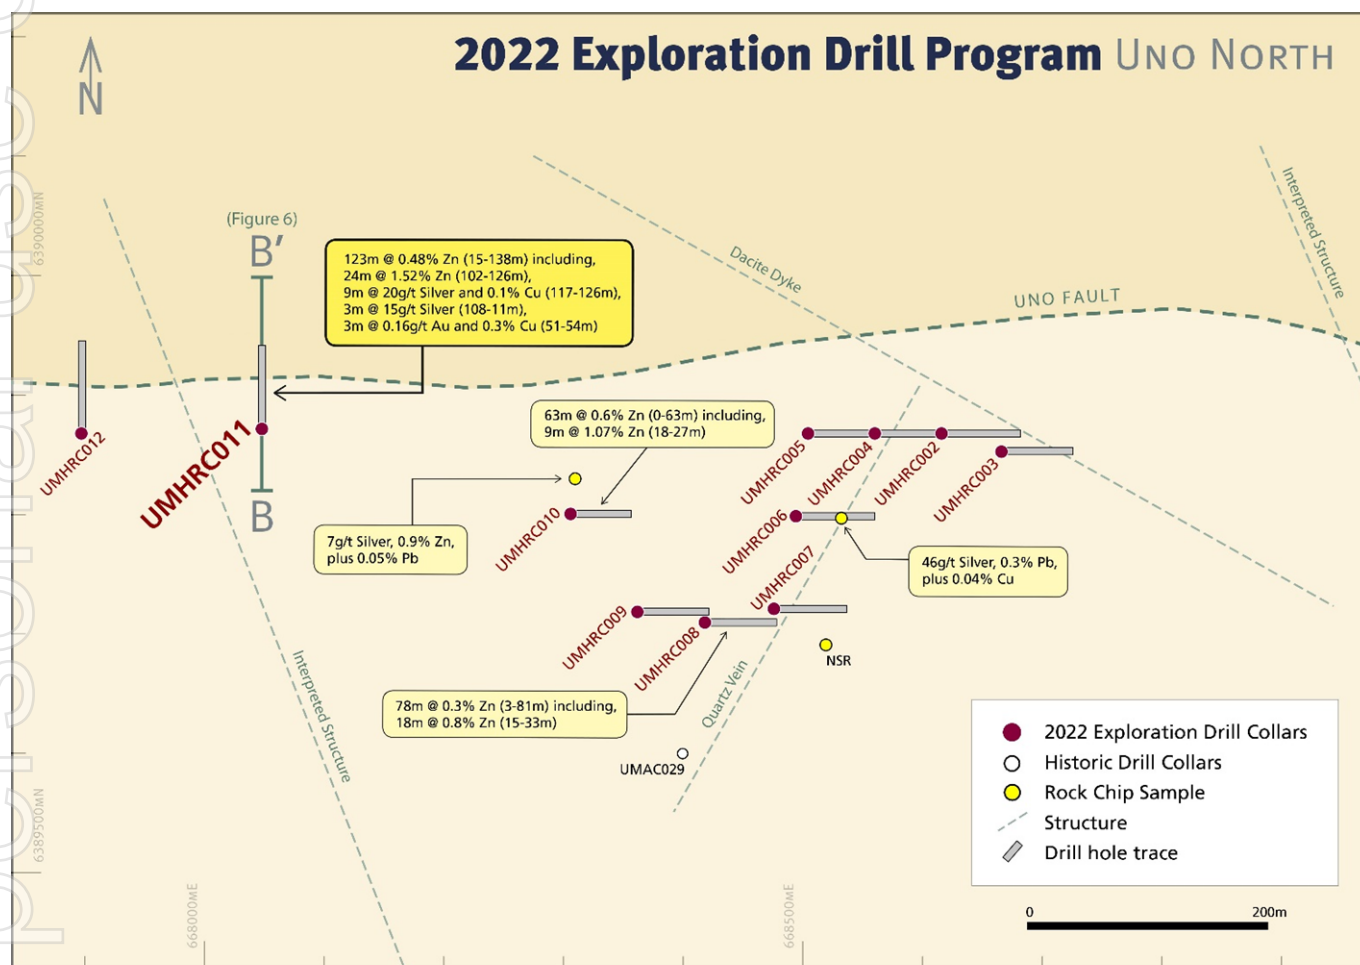 2022 Exploration Drill Program UNO NORTH
N
(Figure 6)
B'
B
123m @ 0.48% Zn (15-138m) including,
24m @ 1.52% Zn (102-126m),
9m @ 20g/t Silver and 0.1% Cu (117-126m),
3m @ 15g/t Silver (108-11m),
3m @ 0.16g/t Au and 0.3% Cu (51-54m)
Dacite Dyke
UNO FAULT
Interpreted Structure
6390000MN
UMHRC012
UMHRC011
63m @ 0.6% Zn (0-63m) including,
9m @ 1.07% Zn (18-27m)
UMHRC005
UMHRC004
UMHRC002
UMHRC003
UMHRC010
UMHRC006
7g/t Silver, 0.9% Zn,
plus 0.05% Pb
46g/t Silver, 0.3% Pb,
plus 0.04% Cu
UMHRC007
UMHRC009
UMHRC008
NSR
Interpreted Structure
Quartz Vein
78m @ 0.3% Zn (3-81m) including,
18m @ 0.8% Zn (15-33m)
UMAC029
6389500MN
668000ME
668500ME
2022 Exploration Drill Collars
Historic Drill Collars
Rock Chip Sample
Structure
Drill hole trace
0 200m